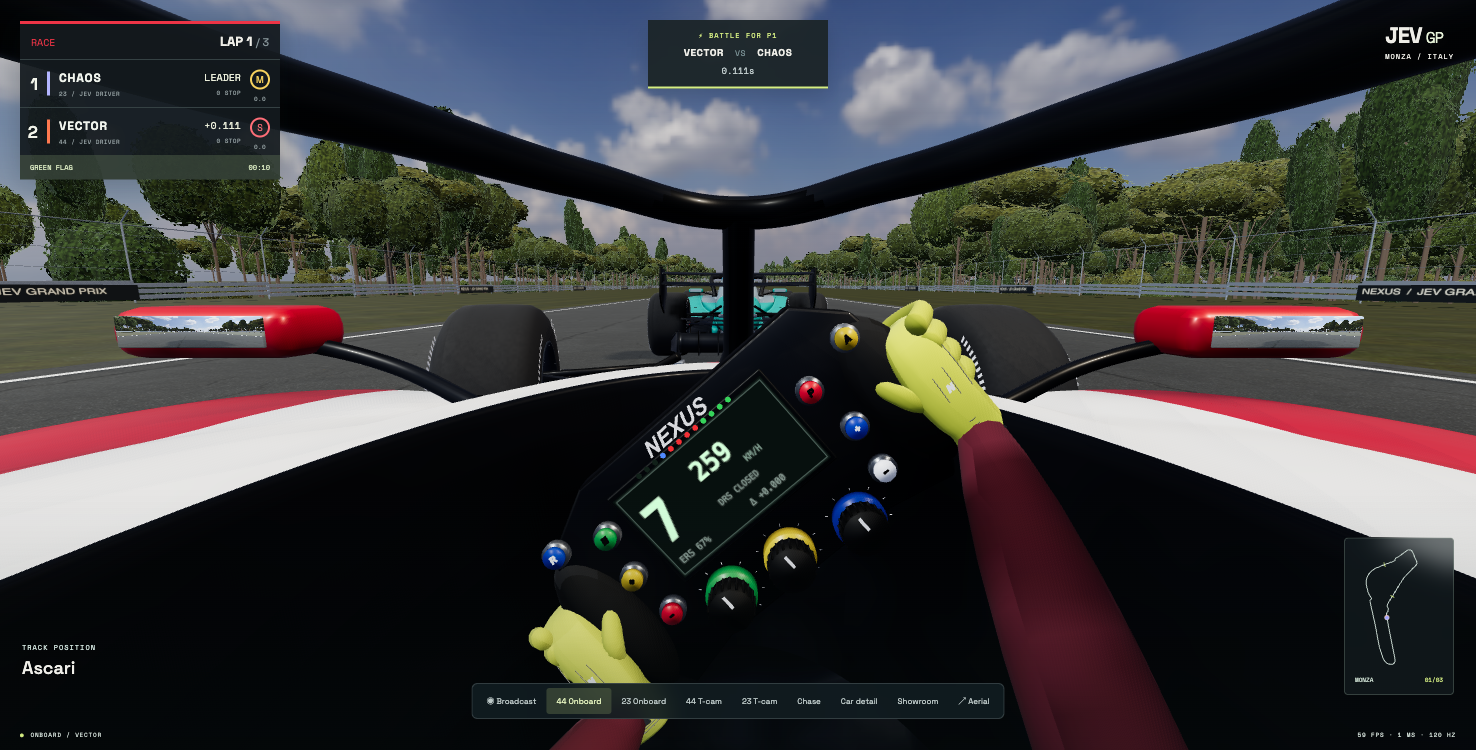 RACE LAP 1 / 3
1 CHAOS LEADER M
23 / JEV DRIVER 0 STOP 0.0
2 VECTOR +0.111 S
44 / JEV DRIVER 0 STOP 0.0
GREEN FLAG 00:10
⚡ BATTLE FOR P1
VECTOR VS CHAOS
0.111s
JEV GP
MONZA / ITALY
JEV GRAND PRIX
NEXUS / JEV GRA
NEXUS
259 KM/H
7
DRS CLOSED
Δ +0.000
ERS 67%
TRACK POSITION
Ascari
MONZA 01/03
Broadcast 44 Onboard 23 Onboard 44 T-cam 23 T-cam Chase Car detail Showroom Aerial
ONBOARD / VECTOR
59 FPS · 1 MS · 120 HZ